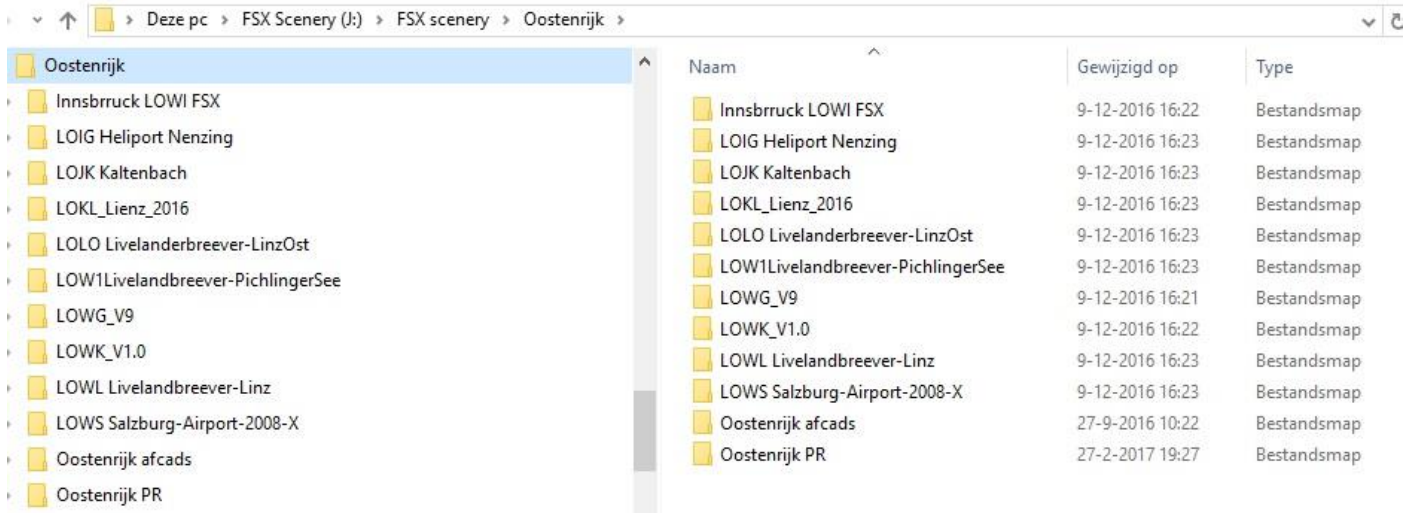 Deze pc > FSX Scenery (J:) > FSX scenery > Oostenrijk >
Oostenrijk
Innsbrruck LOWI FSX
LOIG Heliport Nenzing
LOJK Kaltenbach
LOKL_Lienz_2016
LOLO Livelanderbreever-LinzOst
LOW1Livelandbreever-PichlingerSee
LOWG_V9
LOWK_V1.0
LOWL Livelandbreever-Linz
LOWS Salzburg-Airport-2008-X
Oostenrijk afcads
Oostenrijk PR
Naam Gewijzigd op Type
Innsbrruck LOWI FSX 9-12-2016 16:22 Bestandsmap
LOIG Heliport Nenzing 9-12-2016 16:23 Bestandsmap
LOJK Kaltenbach 9-12-2016 16:23 Bestandsmap
LOKL_Lienz_2016 9-12-2016 16:23 Bestandsmap
LOLO Livelanderbreever-LinzOst 9-12-2016 16:23 Bestandsmap
LOW1Livelandbreever-PichlingerSee 9-12-2016 16:23 Bestandsmap
LOWG_V9 9-12-2016 16:21 Bestandsmap
LOWK_V1.0 9-12-2016 16:22 Bestandsmap
LOWL Livelandbreever-Linz 9-12-2016 16:23 Bestandsmap
LOWS Salzburg-Airport-2008-X 9-12-2016 16:23 Bestandsmap
Oostenrijk afcads 27-9-2016 10:22 Bestandsmap
Oostenrijk PR 27-2-2017 19:27 Bestandsmap